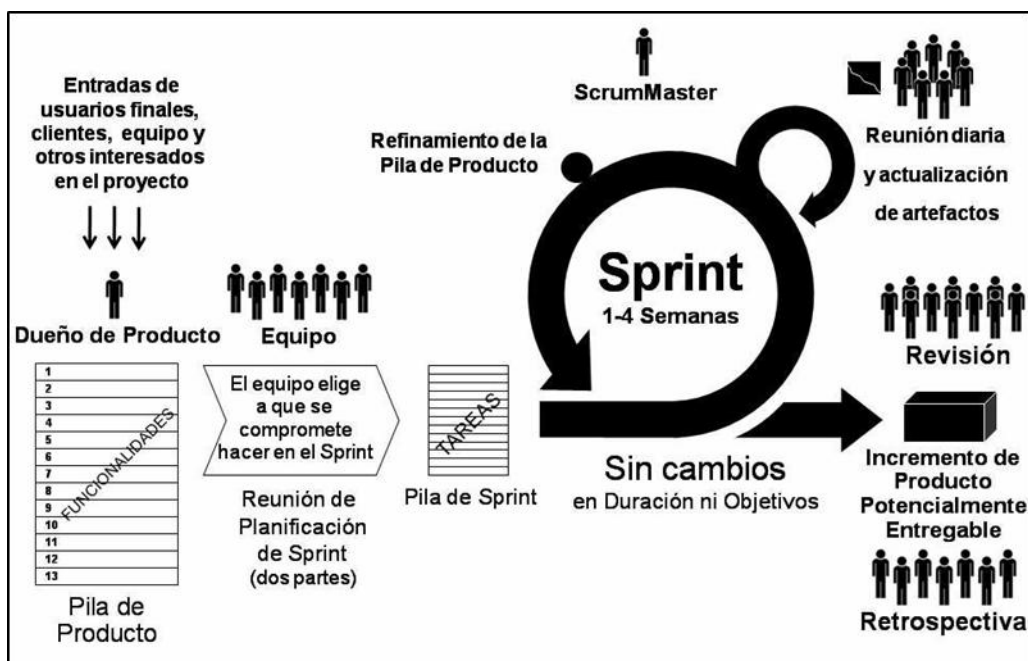 Entradas de
usuarios finales,
clientes, equipo y
otros interesados
en el proyecto
Dueño de Producto
1
2
3
4
5
6
7
8
9
10
11
12
13
FUNCIONALIDADES
Pila de
Producto
Equipo
El equipo elige
a que se
compromete
hacer en el Sprint
Reunión de
Planificación
de Sprint
(dos partes)
TAREAS
Pila de Sprint
ScrumMaster
Refinamiento de la
Pila de Producto
Sprint
1-4 Semanas
Sin cambios
en Duración ni Objetivos
Reunión diaria
y actualización
de artefactos
Revisión
Incremento de
Producto
Potencialmente
Entregable
Retrospectiva